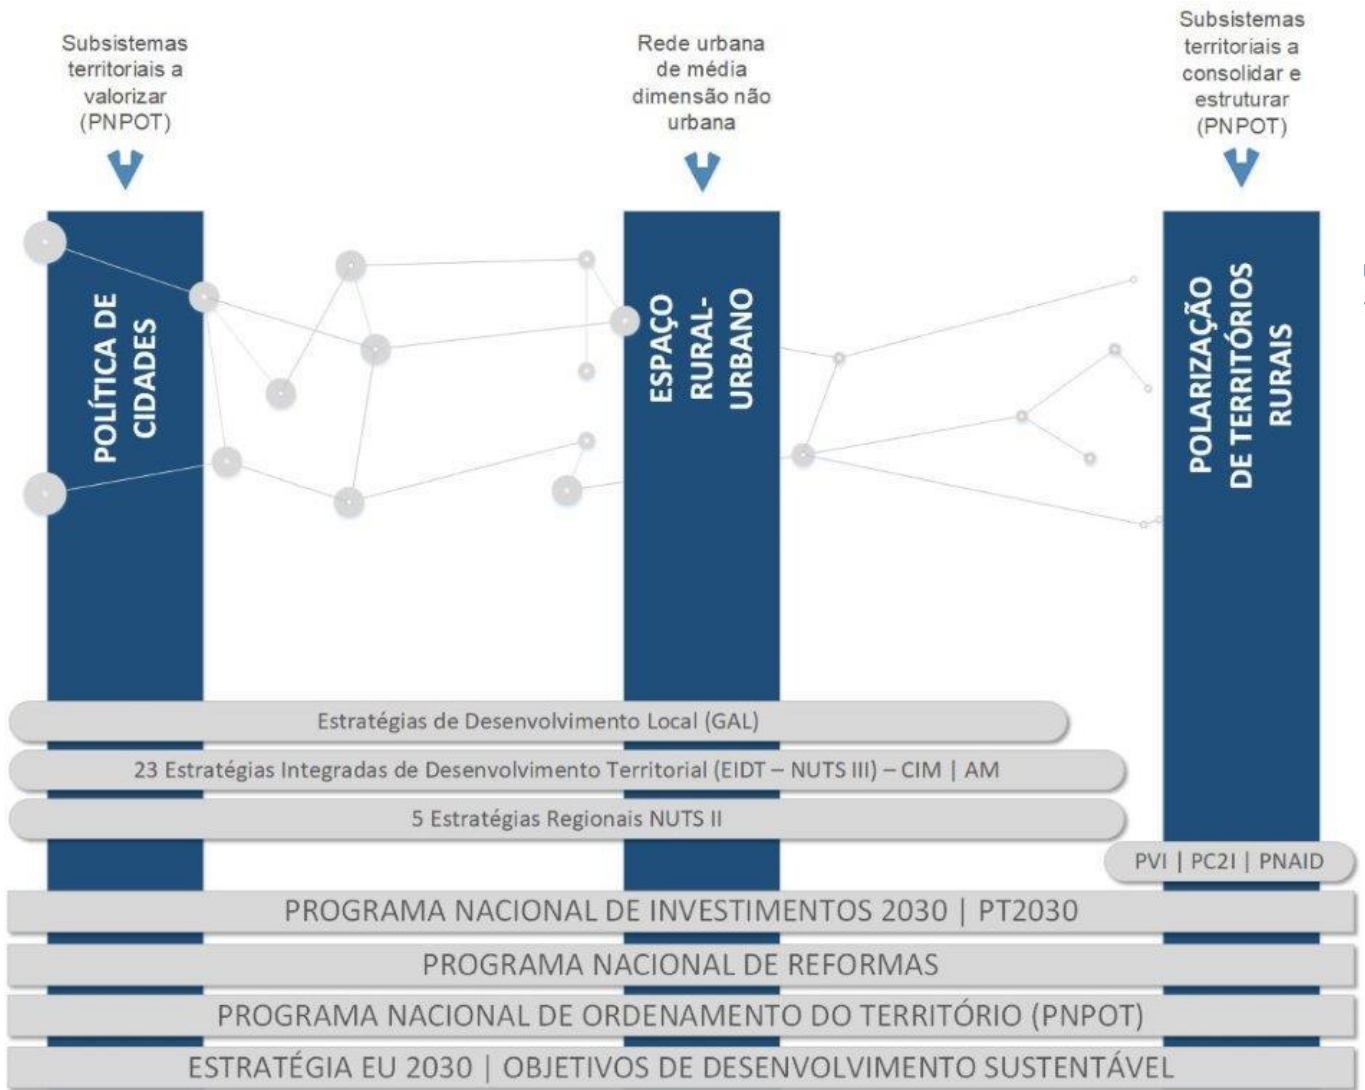 Subsistemas
territoriais a
valorizar
(PNPOT)
Rede urbana
de média
dimensão não
urbana
Subsistemas
territoriais a
consolidar e
estruturar
(PNPOT)
POLÍTICA DE
CIDADES
ESPAÇO
RURAL-
URBANO
POLARIZAÇÃO
DE TERRITÓRIOS
RURAIS
Estratégias de Desenvolvimento Local (GAL)
23 Estratégias Integradas de Desenvolvimento Territorial (EIDT – NUTS III) – CIM | AM
5 Estratégias Regionais NUTS II
PVI | PC2I | PNAID
PROGRAMA NACIONAL DE INVESTIMENTOS 2030 | PT2030
PROGRAMA NACIONAL DE REFORMAS
PROGRAMA NACIONAL DE ORDENAMENTO DO TERRITÓRIO (PNPOT)
ESTRATÉGIA EU 2030 | OBJETIVOS DE DESENVOLVIMENTO SUSTENTÁVEL